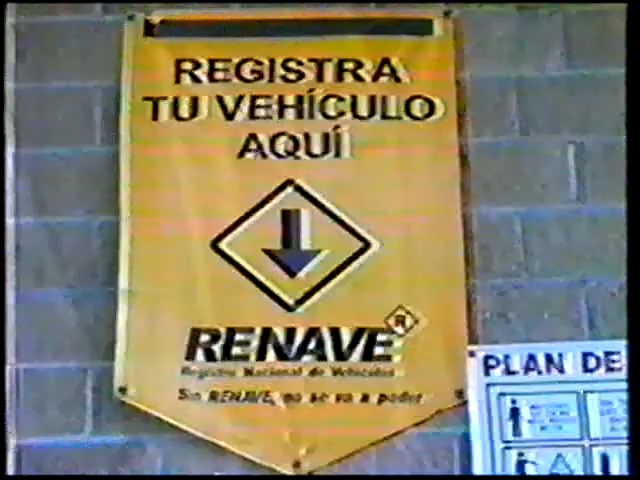 REGISTRA
TU VEHÍCULO
AQUÍ
R
RENAVE
Registro Nacional de Vehículos
Sin RENAVE, no se va a poder
PLAN DE